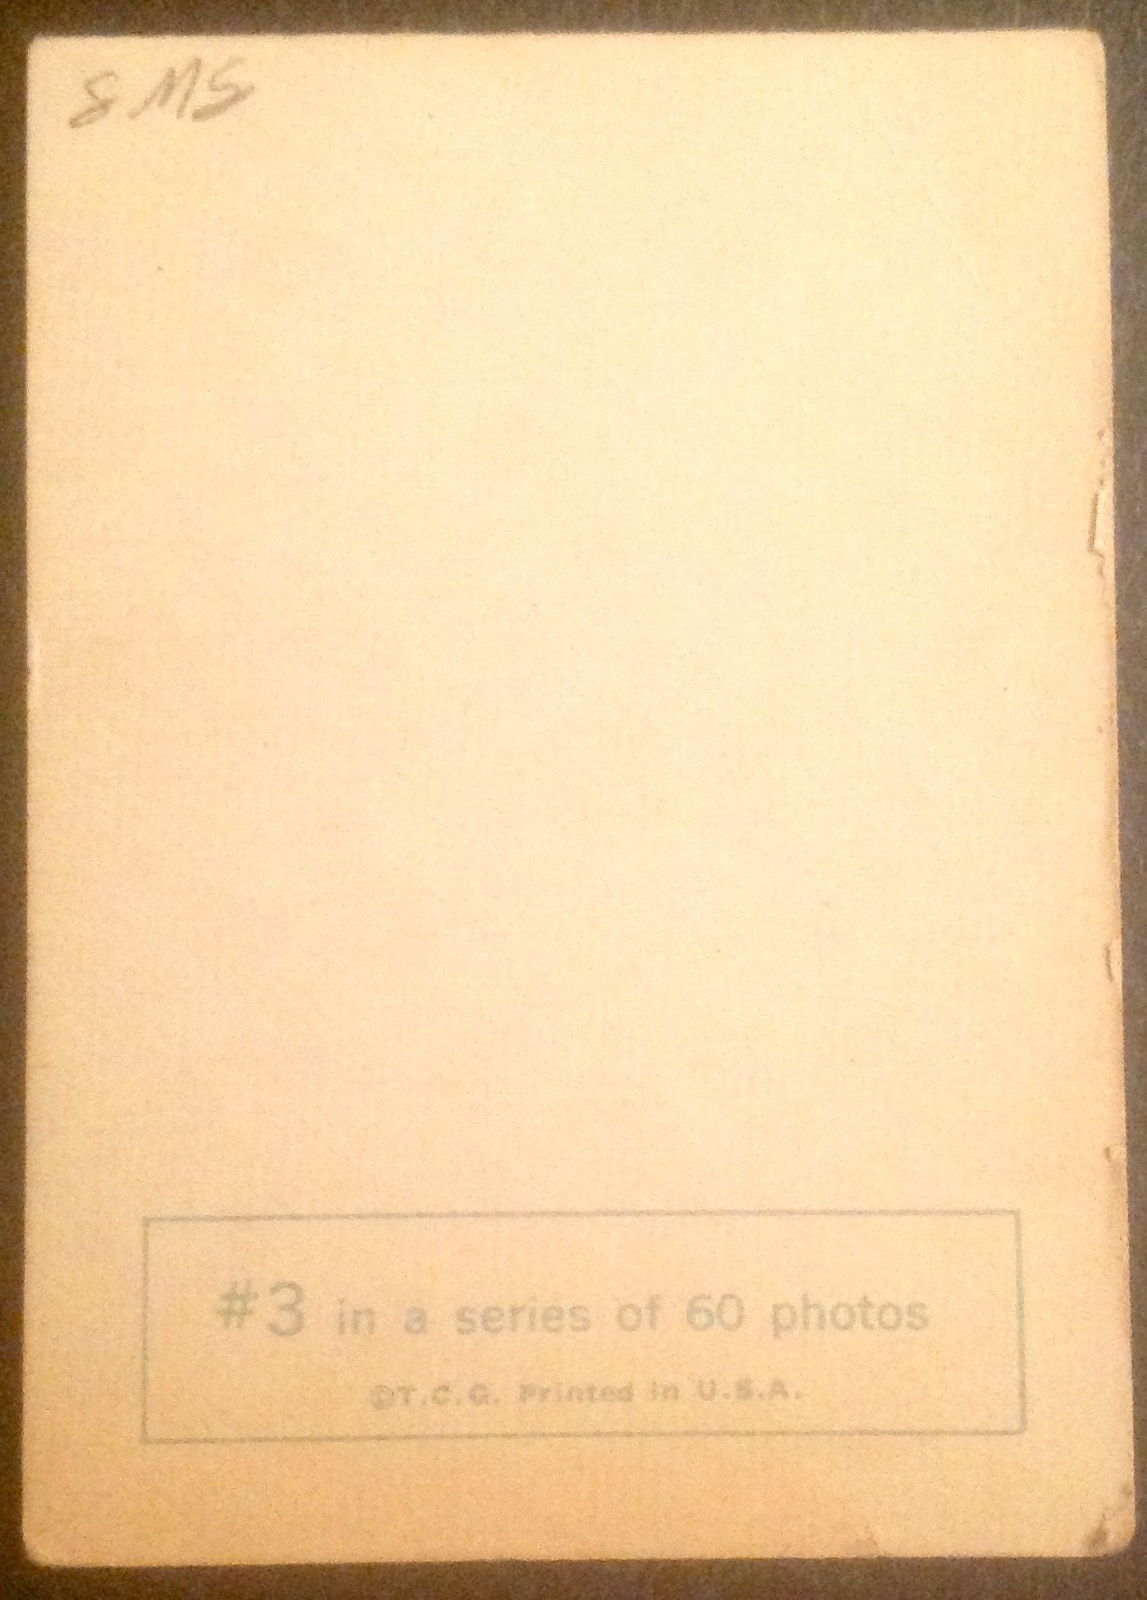 SMS
#3 in a series of 60 photos
©T.C.G. Printed in U.S.A.